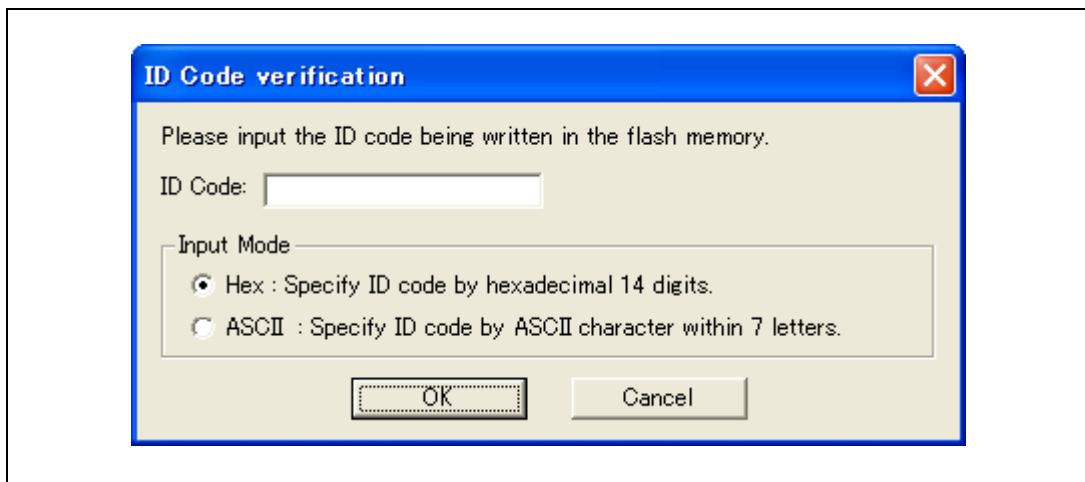 ID Code verification
Please input the ID code being written in the flash memory.
ID Code:
Input Mode
Hex : Specify ID code by hexadecimal 14 digits.
ASCII : Specify ID code by ASCII character within 7 letters.
OK Cancel